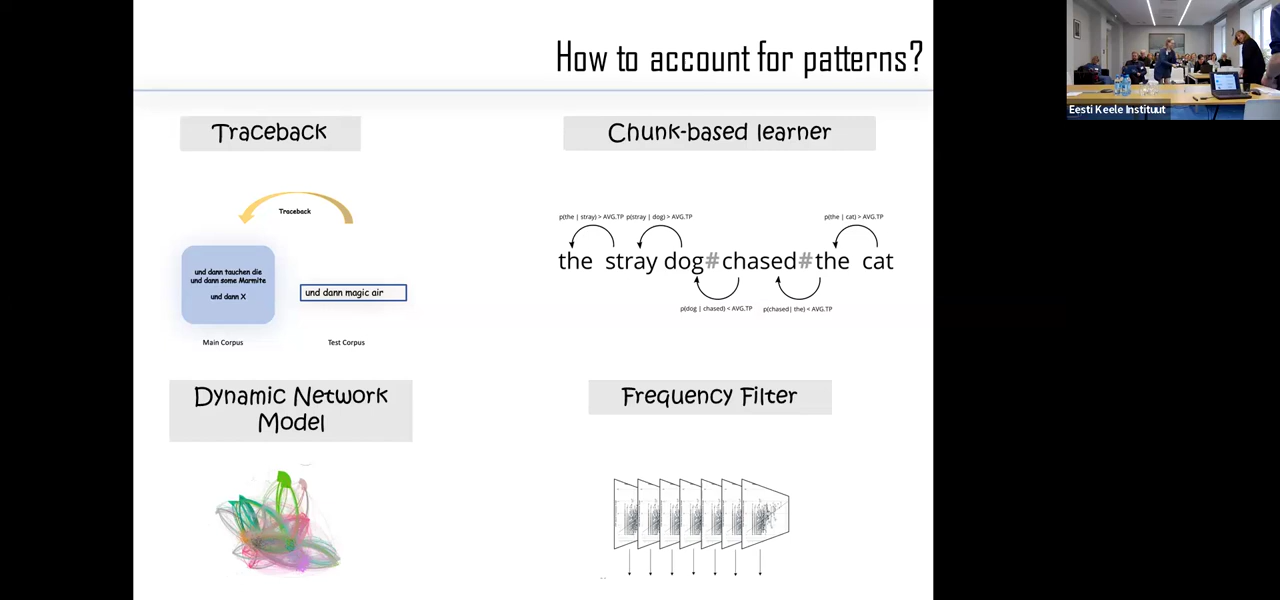 How to account for patterns?
Traceback
Chunk-based learner
Traceback
und dann tauchen die
und dann some Marmite
und dann X
und dann magic air
Main Corpus
Test Corpus
p(the | stray) > AVG.TP
p(stray | dog) > AVG.TP
p(the | cat) > AVG.TP
the stray dog#chased#the cat
p(dog | chased) < AVG.TP
p(chased| the) < AVG.TP
Dynamic Network
Model
Frequency Filter
Eesti Keele Instituut